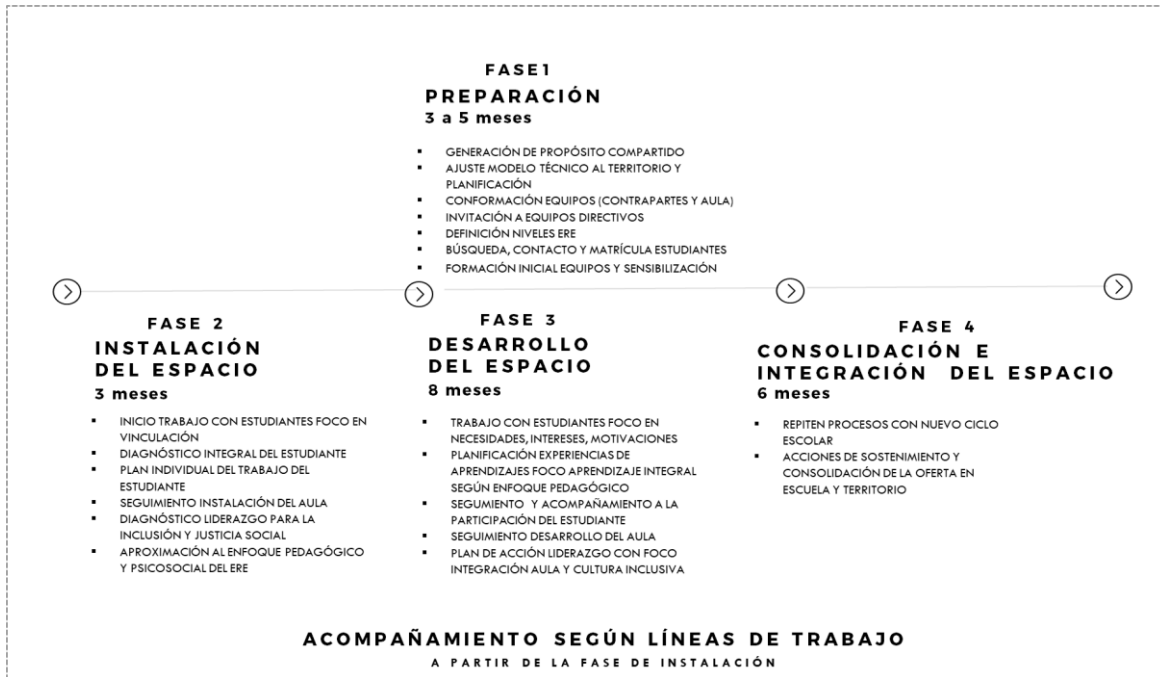 FASE1
PREPARACIÓN
3 a 5 meses
▪ GENERACIÓN DE PROPÓSITO COMPARTIDO
▪ AJUSTE MODELO TÉCNICO AL TERRITORIO Y
PLANIFICACIÓN
▪ CONFORMACIÓN EQUIPOS (CONTRAPARTES Y AULA)
▪ INVITACIÓN A EQUIPOS DIRECTIVOS
▪ DEFINICIÓN NIVELES ERE
▪ BÚSQUEDA, CONTACTO Y MATRÍCULA ESTUDIANTES
▪ FORMACIÓN INICIAL EQUIPOS Y SENSIBILIZACIÓN
FASE 2
INSTALACIÓN
DEL ESPACIO
3 meses
▪ INICIO TRABAJO CON ESTUDIANTES FOCO EN
VINCULACIÓN
▪ DIAGNÓSTICO INTEGRAL DEL ESTUDIANTE
▪ PLAN INDIVIDUAL DEL TRABAJO DEL
ESTUDIANTE
▪ SEGUIMIENTO INSTALACIÓN DEL AULA
▪ DIAGNÓSTICO LIDERAZGO PARA LA
INCLUSIÓN Y JUSTICIA SOCIAL
▪ APROXIMACIÓN AL ENFOQUE PEDAGÓGICO
Y PSICOSOCIAL DEL ERE
FASE 3
DESARROLLO
DEL ESPACIO
8 meses
▪ TRABAJO CON ESTUDIANTES FOCO EN
NECESIDADES, INTERESES, MOTIVACIONES
▪ PLANIFICACIÓN EXPERIENCIAS DE
APRENDIZAJES FOCO APRENDIZAJE INTEGRAL
SEGÚN ENFOQUE PEDAGÓGICO
▪ SEGUMIENTO Y ACOMPAÑAMIENTO A LA
PARTICIPACIÓN DEL ESTUDIANTE
▪ SEGUIMIENTO DESARROLLO DEL AULA
▪ PLAN DE ACCIÓN LIDERAZGO CON FOCO
INTEGRACIÓN AULA Y CULTURA INCLUSIVA
FASE 4
CONSOLIDACIÓN E
INTEGRACIÓN DEL ESPACIO
6 meses
▪ REPITEN PROCESOS CON NUEVO CICLO
ESCOLAR
▪ ACCIONES DE SOSTENIMIENTO Y
CONSOLIDACIÓN DE LA OFERTA EN
ESCUELA Y TERRITORIO
ACOMPAÑAMIENTO SEGÚN LÍNEAS DE TRABAJO
A PARTIR DE LA FASE DE INSTALACIÓN